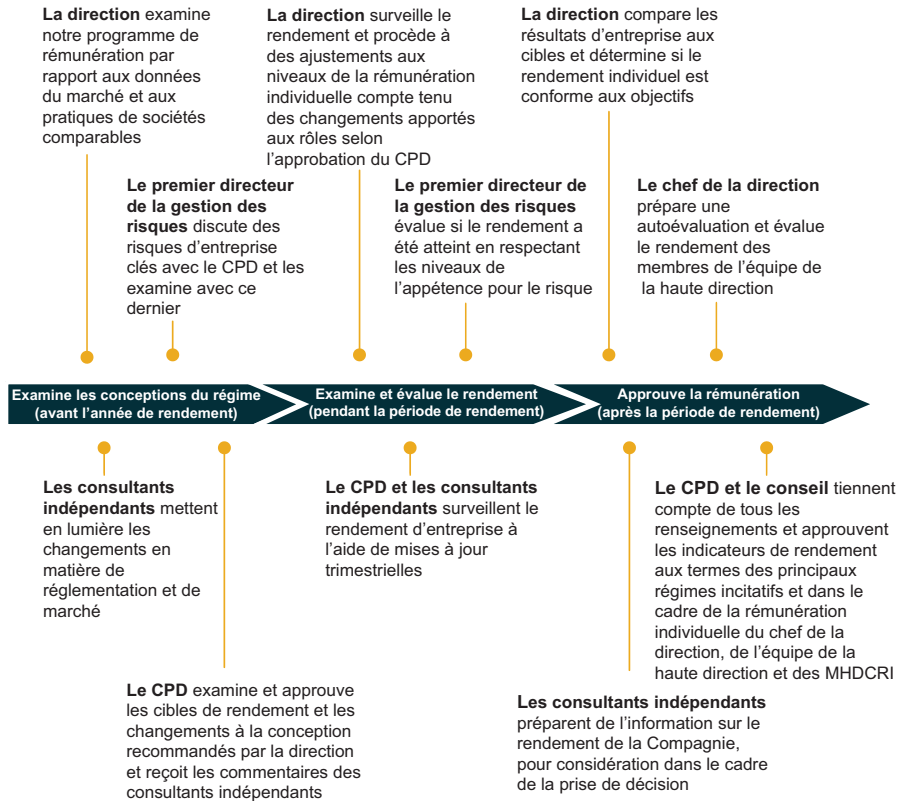 La direction examine
notre programme de
rémunération par
rapport aux données
du marché et aux
pratiques de sociétés
comparables
La direction surveille le
rendement et procède à
des ajustements aux
niveaux de la rémunération
individuelle compte tenu
des changements apportés
aux rôles selon
l’approbation du CPD
La direction compare les
résultats d’entreprise aux
cibles et détermine si le
rendement individuel est
conforme aux objectifs
Le premier directeur
de la gestion des
risques discute des
risques d’entreprise
clés avec le CPD et les
examine avec ce
dernier
Le premier directeur de
la gestion des risques
évalue si le rendement a
été atteint en respectant
les niveaux de
l’appétence pour le risque
Le chef de la direction
prépare une
autoévaluation et évalue
le rendement des
membres de l’équipe de
la haute direction
Examine les conceptions du régime
(avant l’année de rendement)
Examine et évalue le rendement
(pendant la période de rendement)
Approuve la rémunération
(après la période de rendement)
Les consultants
indépendants mettent
en lumière les
changements en
matière de
réglementation et de
marché
Le CPD et les consultants
indépendants surveillent le
rendement d’entreprise à
l’aide de mises à jour
trimestrielles
Le CPD et le conseil tiennent
compte de tous les
renseignements et approuvent
les indicateurs de rendement
aux termes des principaux
régimes incitatifs et dans le
cadre de la rémunération
individuelle du chef de la
direction, de l’équipe de la
haute direction et des MHDCRI
Le CPD examine et approuve
les cibles de rendement et les
changements à la conception
recommandés par la direction
et reçoit les commentaires des
consultants indépendants
Les consultants indépendants
préparent de l’information sur le
rendement de la Compagnie,
pour considération dans le cadre
de la prise de décision